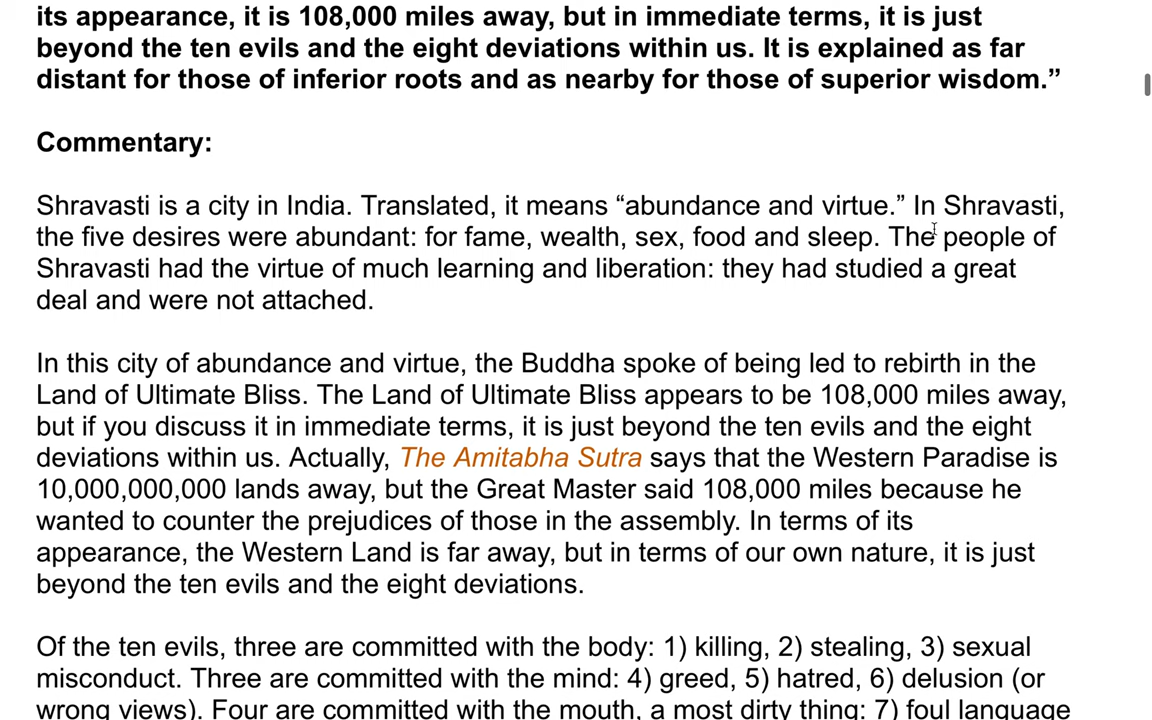 its appearance, it is 108,000 miles away, but in immediate terms, it is just
beyond the ten evils and the eight deviations within us. It is explained as far
distant for those of inferior roots and as nearby for those of superior wisdom.”
Commentary:
Shravasti is a city in India. Translated, it means “abundance and virtue.” In Shravasti,
the five desires were abundant: for fame, wealth, sex, food and sleep. The people of
Shravasti had the virtue of much learning and liberation: they had studied a great
deal and were not attached.
In this city of abundance and virtue, the Buddha spoke of being led to rebirth in the
Land of Ultimate Bliss. The Land of Ultimate Bliss appears to be 108,000 miles away,
but if you discuss it in immediate terms, it is just beyond the ten evils and the eight
deviations within us. Actually, The Amitabha Sutra says that the Western Paradise is
10,000,000,000 lands away, but the Great Master said 108,000 miles because he
wanted to counter the prejudices of those in the assembly. In terms of its
appearance, the Western Land is far away, but in terms of our own nature, it is just
beyond the ten evils and the eight deviations.
Of the ten evils, three are committed with the body: 1) killing, 2) stealing, 3) sexual
misconduct. Three are committed with the mind: 4) greed, 5) hatred, 6) delusion (or
wrong views). Four are committed with the mouth, a most dirty thing: 7) foul language